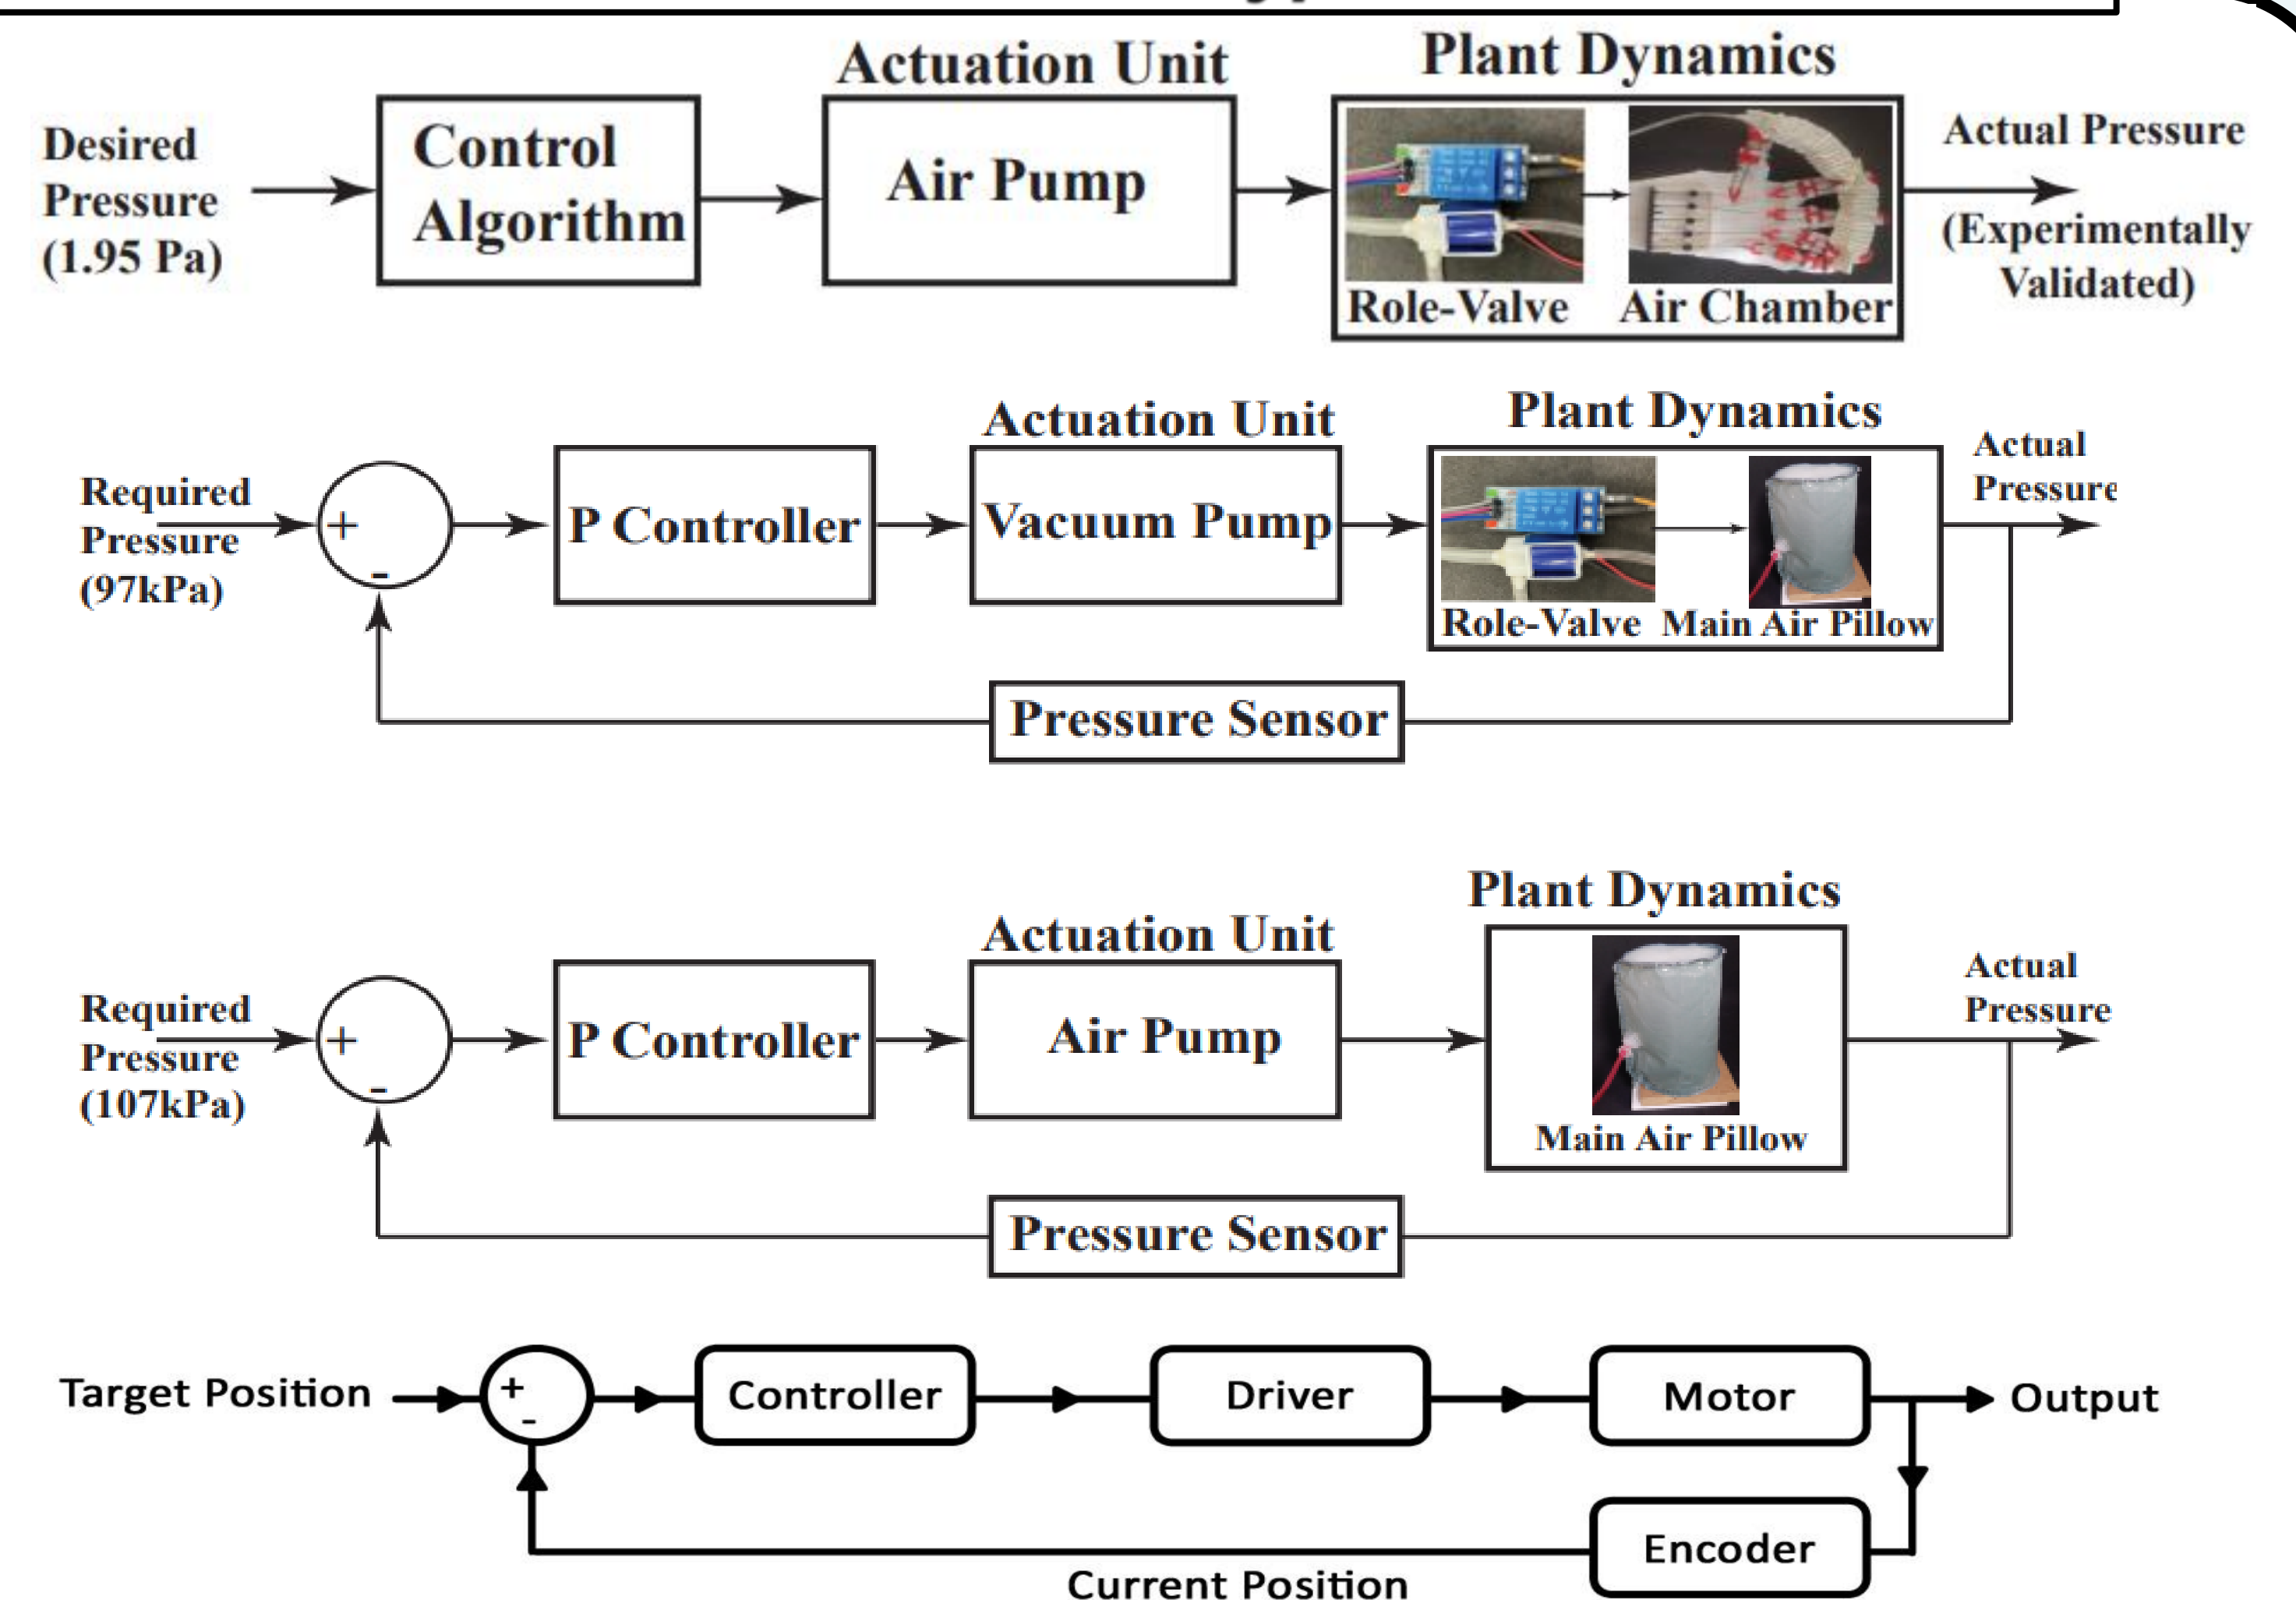 Actuation Unit
Plant Dynamics
Desired
Pressure
(1.95 Pa)
Control
Algorithm
Air Pump
Role-Valve
Air Chamber
Actual Pressure
(Experimentally
Validated)
Actuation Unit
Plant Dynamics
Required
Pressure
(97kPa)
+
-
P Controller
Vacuum Pump
Role-Valve
Main Air Pillow
Actual
Pressure
Pressure Sensor
Actuation Unit
Plant Dynamics
Required
Pressure
(107kPa)
+
-
P Controller
Air Pump
Main Air Pillow
Actual
Pressure
Pressure Sensor
Target Position
+
-
Controller
Driver
Motor
Output
Encoder
Current Position